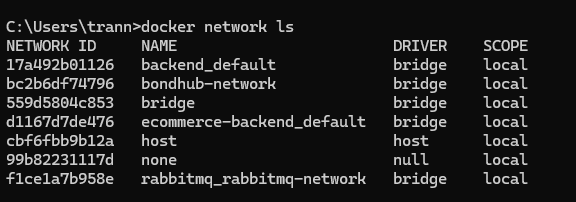 C:\Users\trann>docker network ls
NETWORK ID     NAME                        DRIVER    SCOPE
17a492b01126   backend_default             bridge    local
bc2b6df74796   bondhub-network             bridge    local
559d5804c853   bridge                      bridge    local
d1167d7de476   ecommerce-backend_default   bridge    local
cbf6fbb9b12a   host                        host      local
99b82231117d   none                        null      local
f1ce1a7b958e   rabbitmq_rabbitmq-network   bridge    local